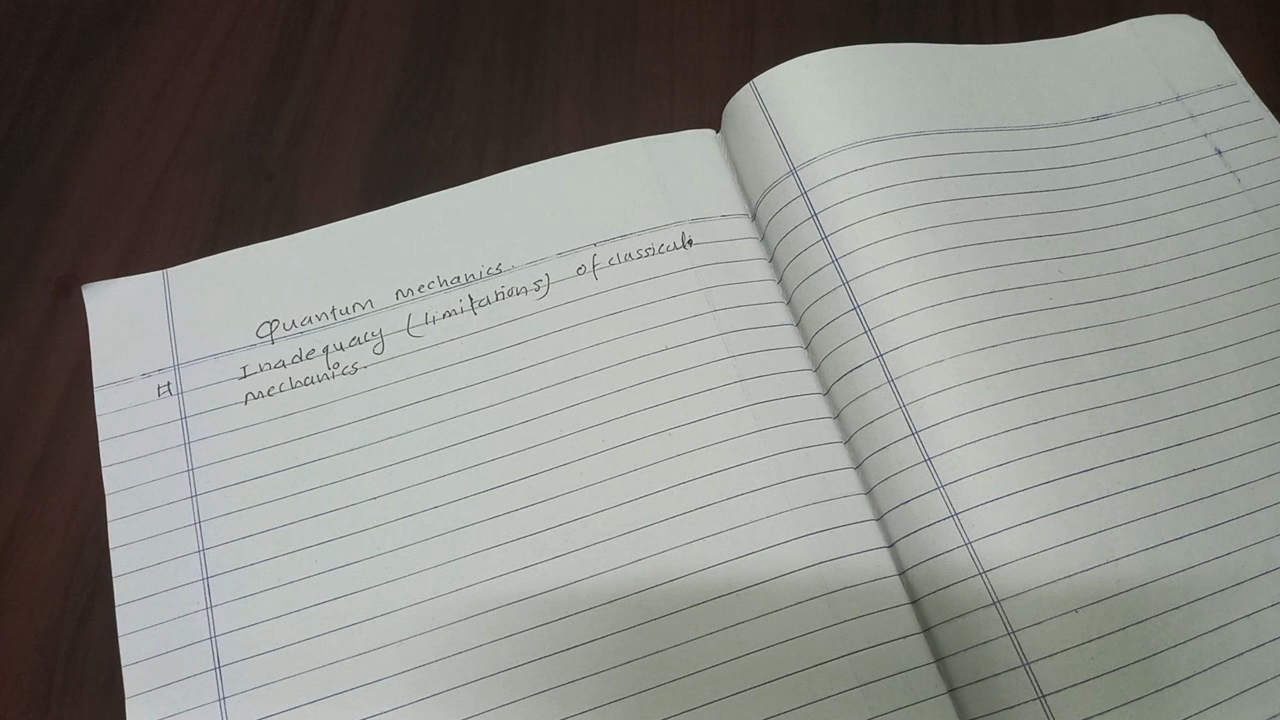 Quantum mechanics.
# Inadequacy (limitations) of classical
mechanics.